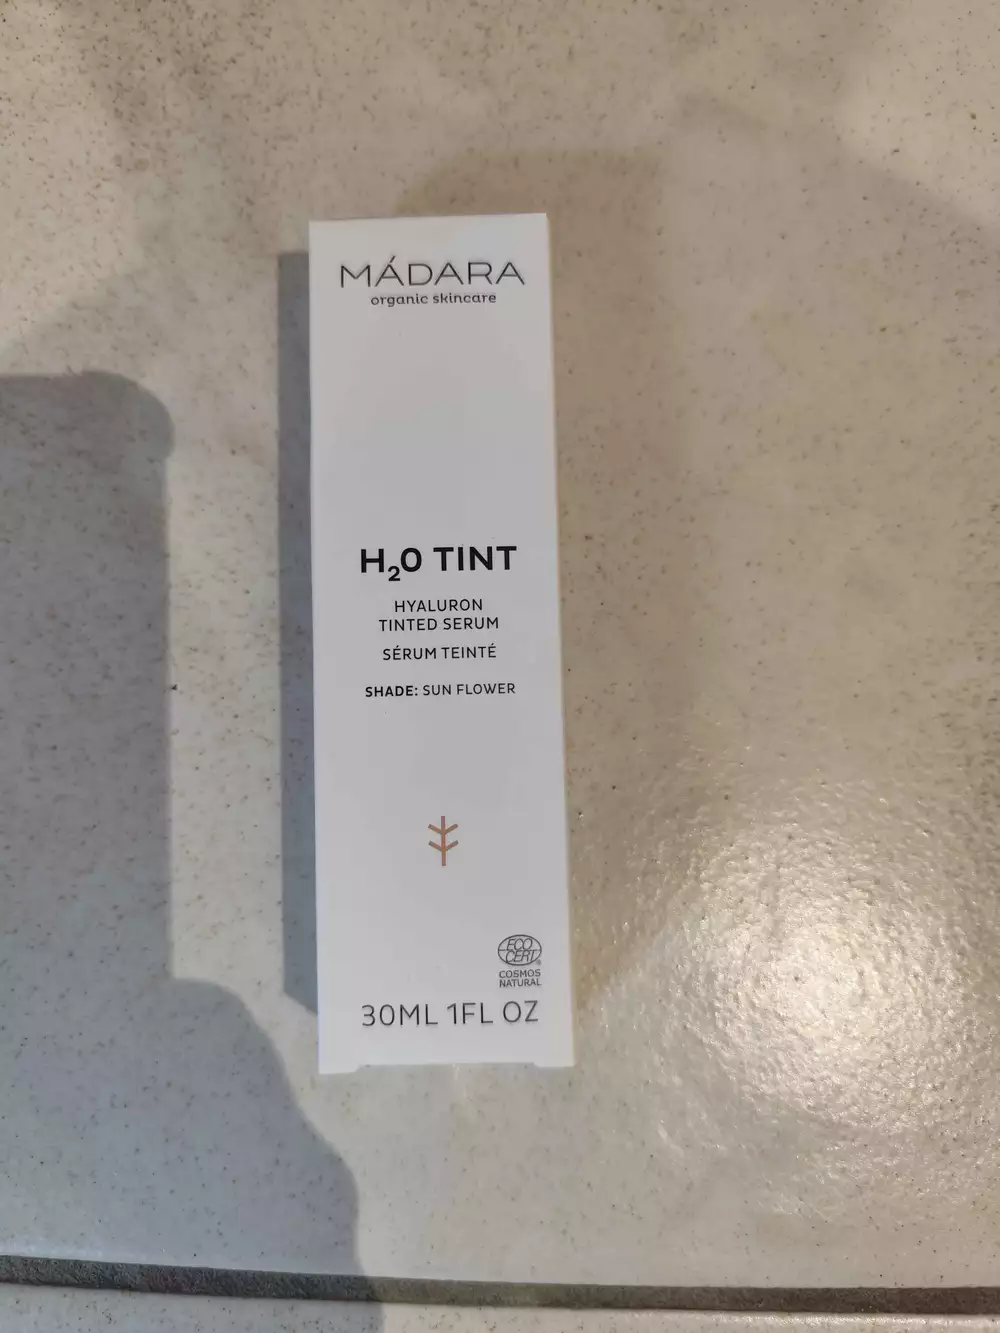 MÁDARA
organic skincare
H₂O TINT
HYALURON
TINTED SERUM
SÉRUM TEINTÉ
SHADE: SUN FLOWER
ECO
CERT®
COSMOS
NATURAL
30ML 1FL OZ